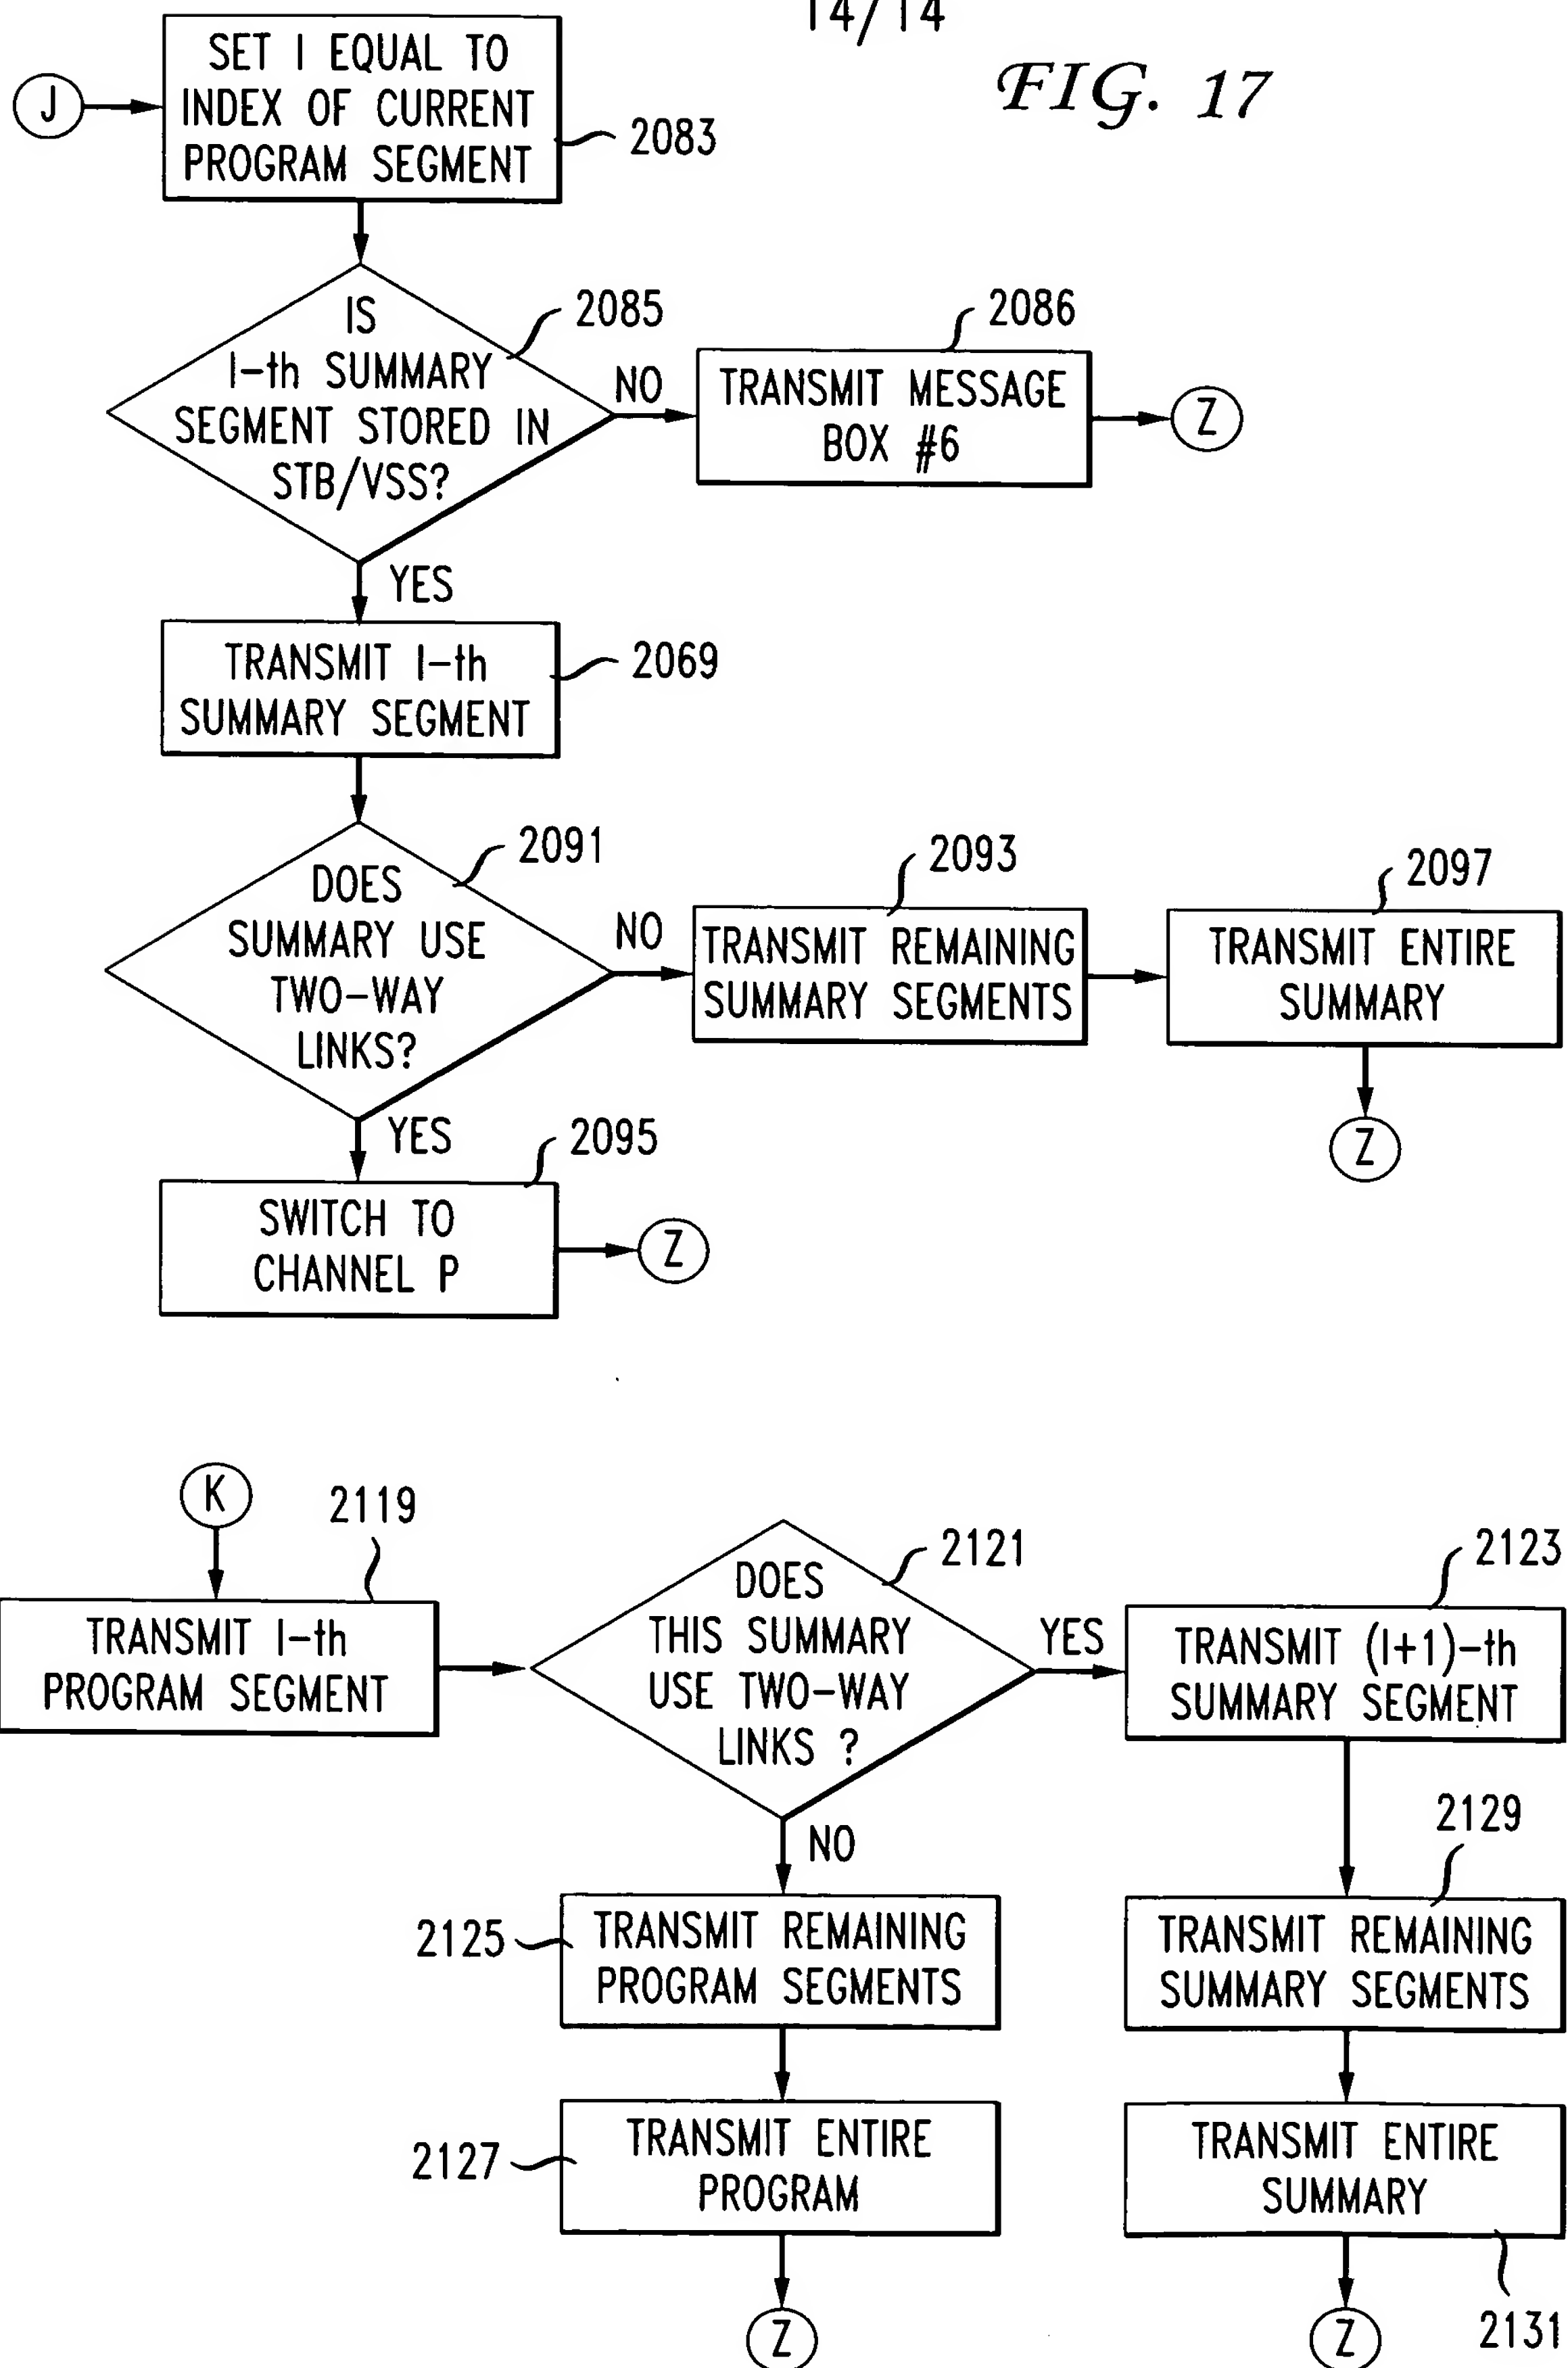 14/14
FIG. 17
J
SET I EQUAL TO
INDEX OF CURRENT
PROGRAM SEGMENT
2083
IS
I-th SUMMARY
SEGMENT STORED IN
STB/VSS?
2085
NO
2086
TRANSMIT MESSAGE
BOX #6
Z
YES
TRANSMIT I-th
SUMMARY SEGMENT
2069
DOES
SUMMARY USE
TWO-WAY
LINKS?
2091
NO
2093
TRANSMIT REMAINING
SUMMARY SEGMENTS
2097
TRANSMIT ENTIRE
SUMMARY
Z
YES
2095
SWITCH TO
CHANNEL P
Z
K
2119
TRANSMIT I-th
PROGRAM SEGMENT
DOES
THIS SUMMARY
USE TWO-WAY
LINKS ?
2121
YES
2123
TRANSMIT (I+1)-th
SUMMARY SEGMENT
NO
2125
TRANSMIT REMAINING
PROGRAM SEGMENTS
2129
TRANSMIT REMAINING
SUMMARY SEGMENTS
2127
TRANSMIT ENTIRE
PROGRAM
TRANSMIT ENTIRE
SUMMARY
2131
Z
Z